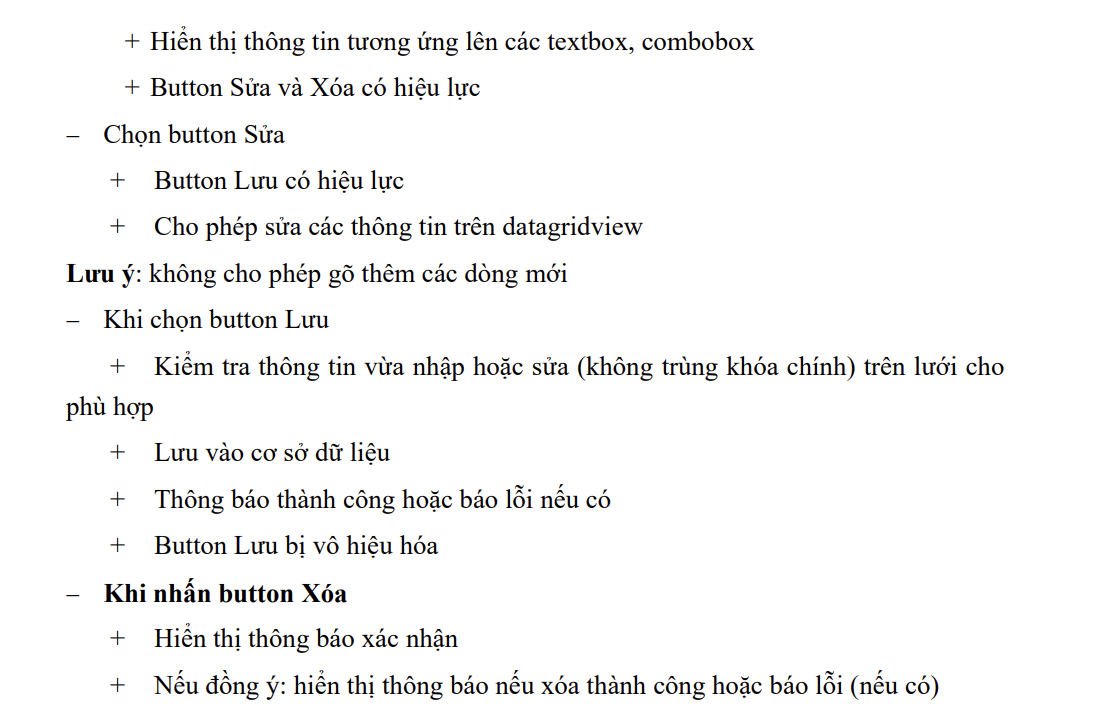 + Hiển thị thông tin tương ứng lên các textbox, combobox
+ Button Sửa và Xóa có hiệu lực
– Chọn button Sửa
+ Button Lưu có hiệu lực
+ Cho phép sửa các thông tin trên datagridview
Lưu ý: không cho phép gõ thêm các dòng mới
– Khi chọn button Lưu
+ Kiểm tra thông tin vừa nhập hoặc sửa (không trùng khóa chính) trên lưới cho
phù hợp
+ Lưu vào cơ sở dữ liệu
+ Thông báo thành công hoặc báo lỗi nếu có
+ Button Lưu bị vô hiệu hóa
– Khi nhấn button Xóa
+ Hiển thị thông báo xác nhận
+ Nếu đồng ý: hiển thị thông báo nếu xóa thành công hoặc báo lỗi (nếu có)